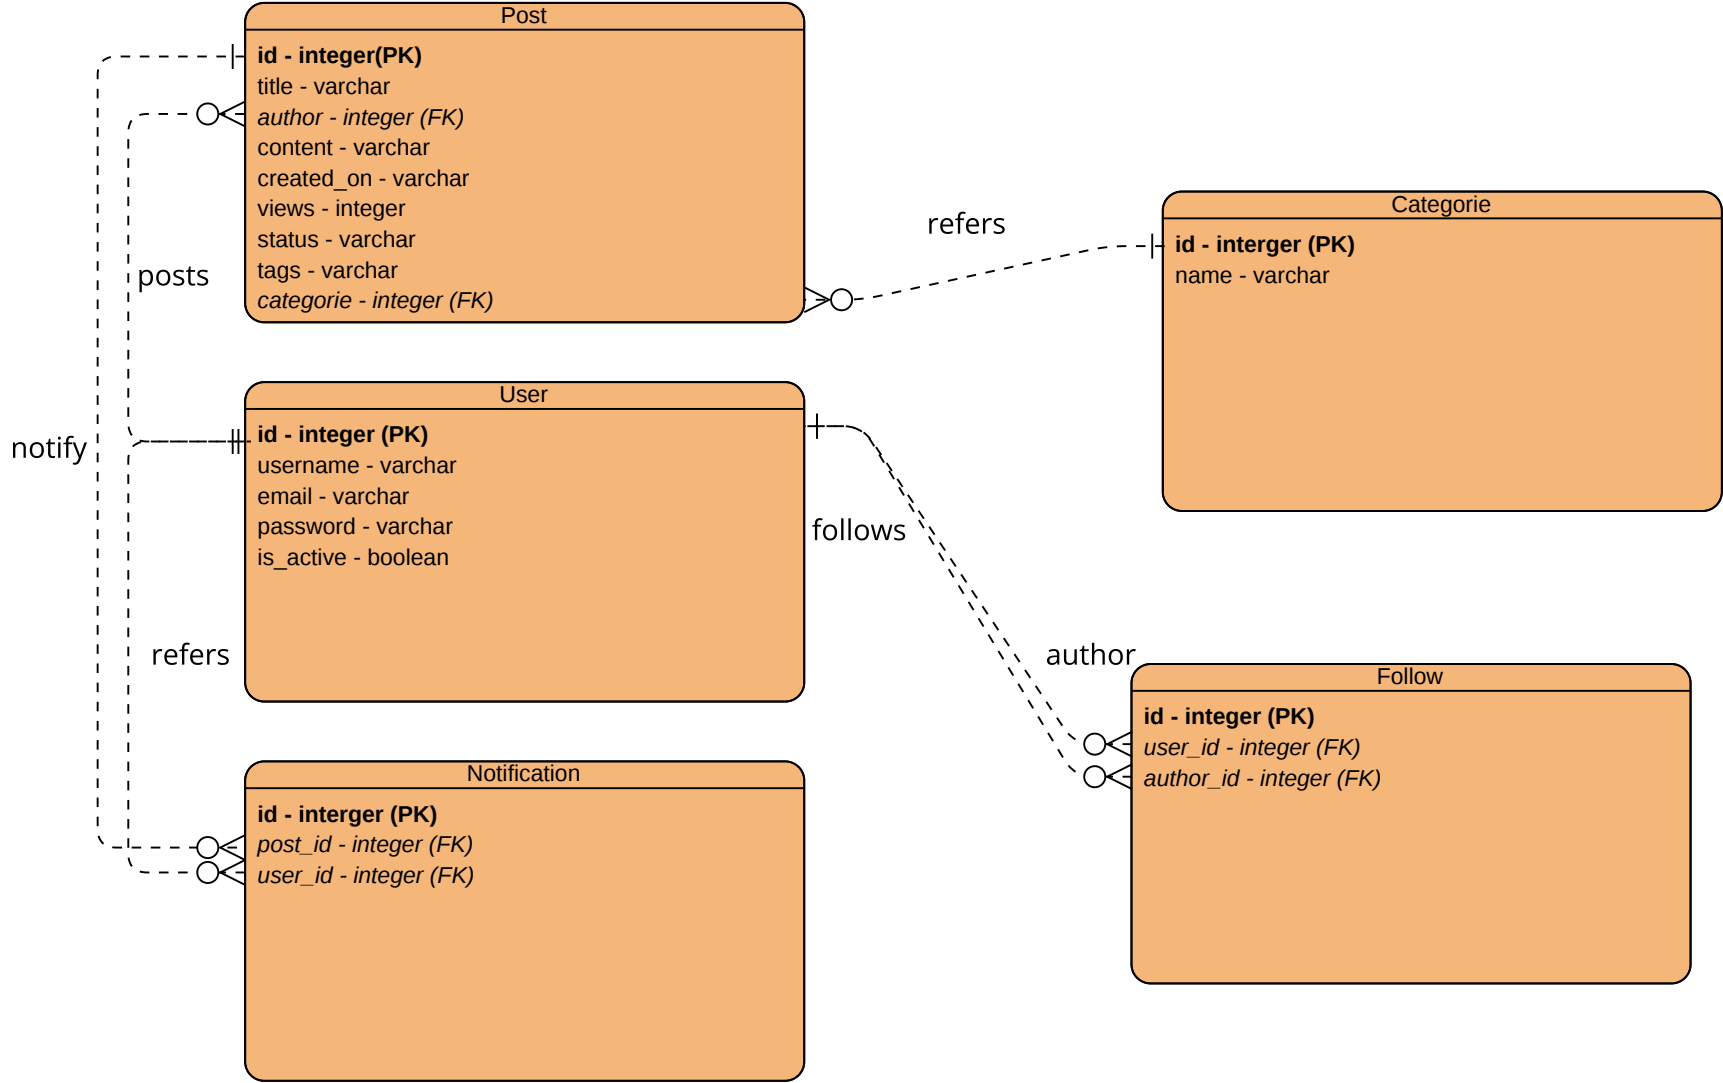 Post
id - integer(PK)
title - varchar
author - integer (FK)
content - varchar
created_on - varchar
views - integer
status - varchar
tags - varchar
categorie - integer (FK)
refers
Categorie
id - interger (PK)
name - varchar
posts
notify
User
id - integer (PK)
username - varchar
email - varchar
password - varchar
is_active - boolean
follows
refers
author
Follow
id - integer (PK)
user_id - integer (FK)
author_id - integer (FK)
Notification
id - interger (PK)
post_id - integer (FK)
user_id - integer (FK)